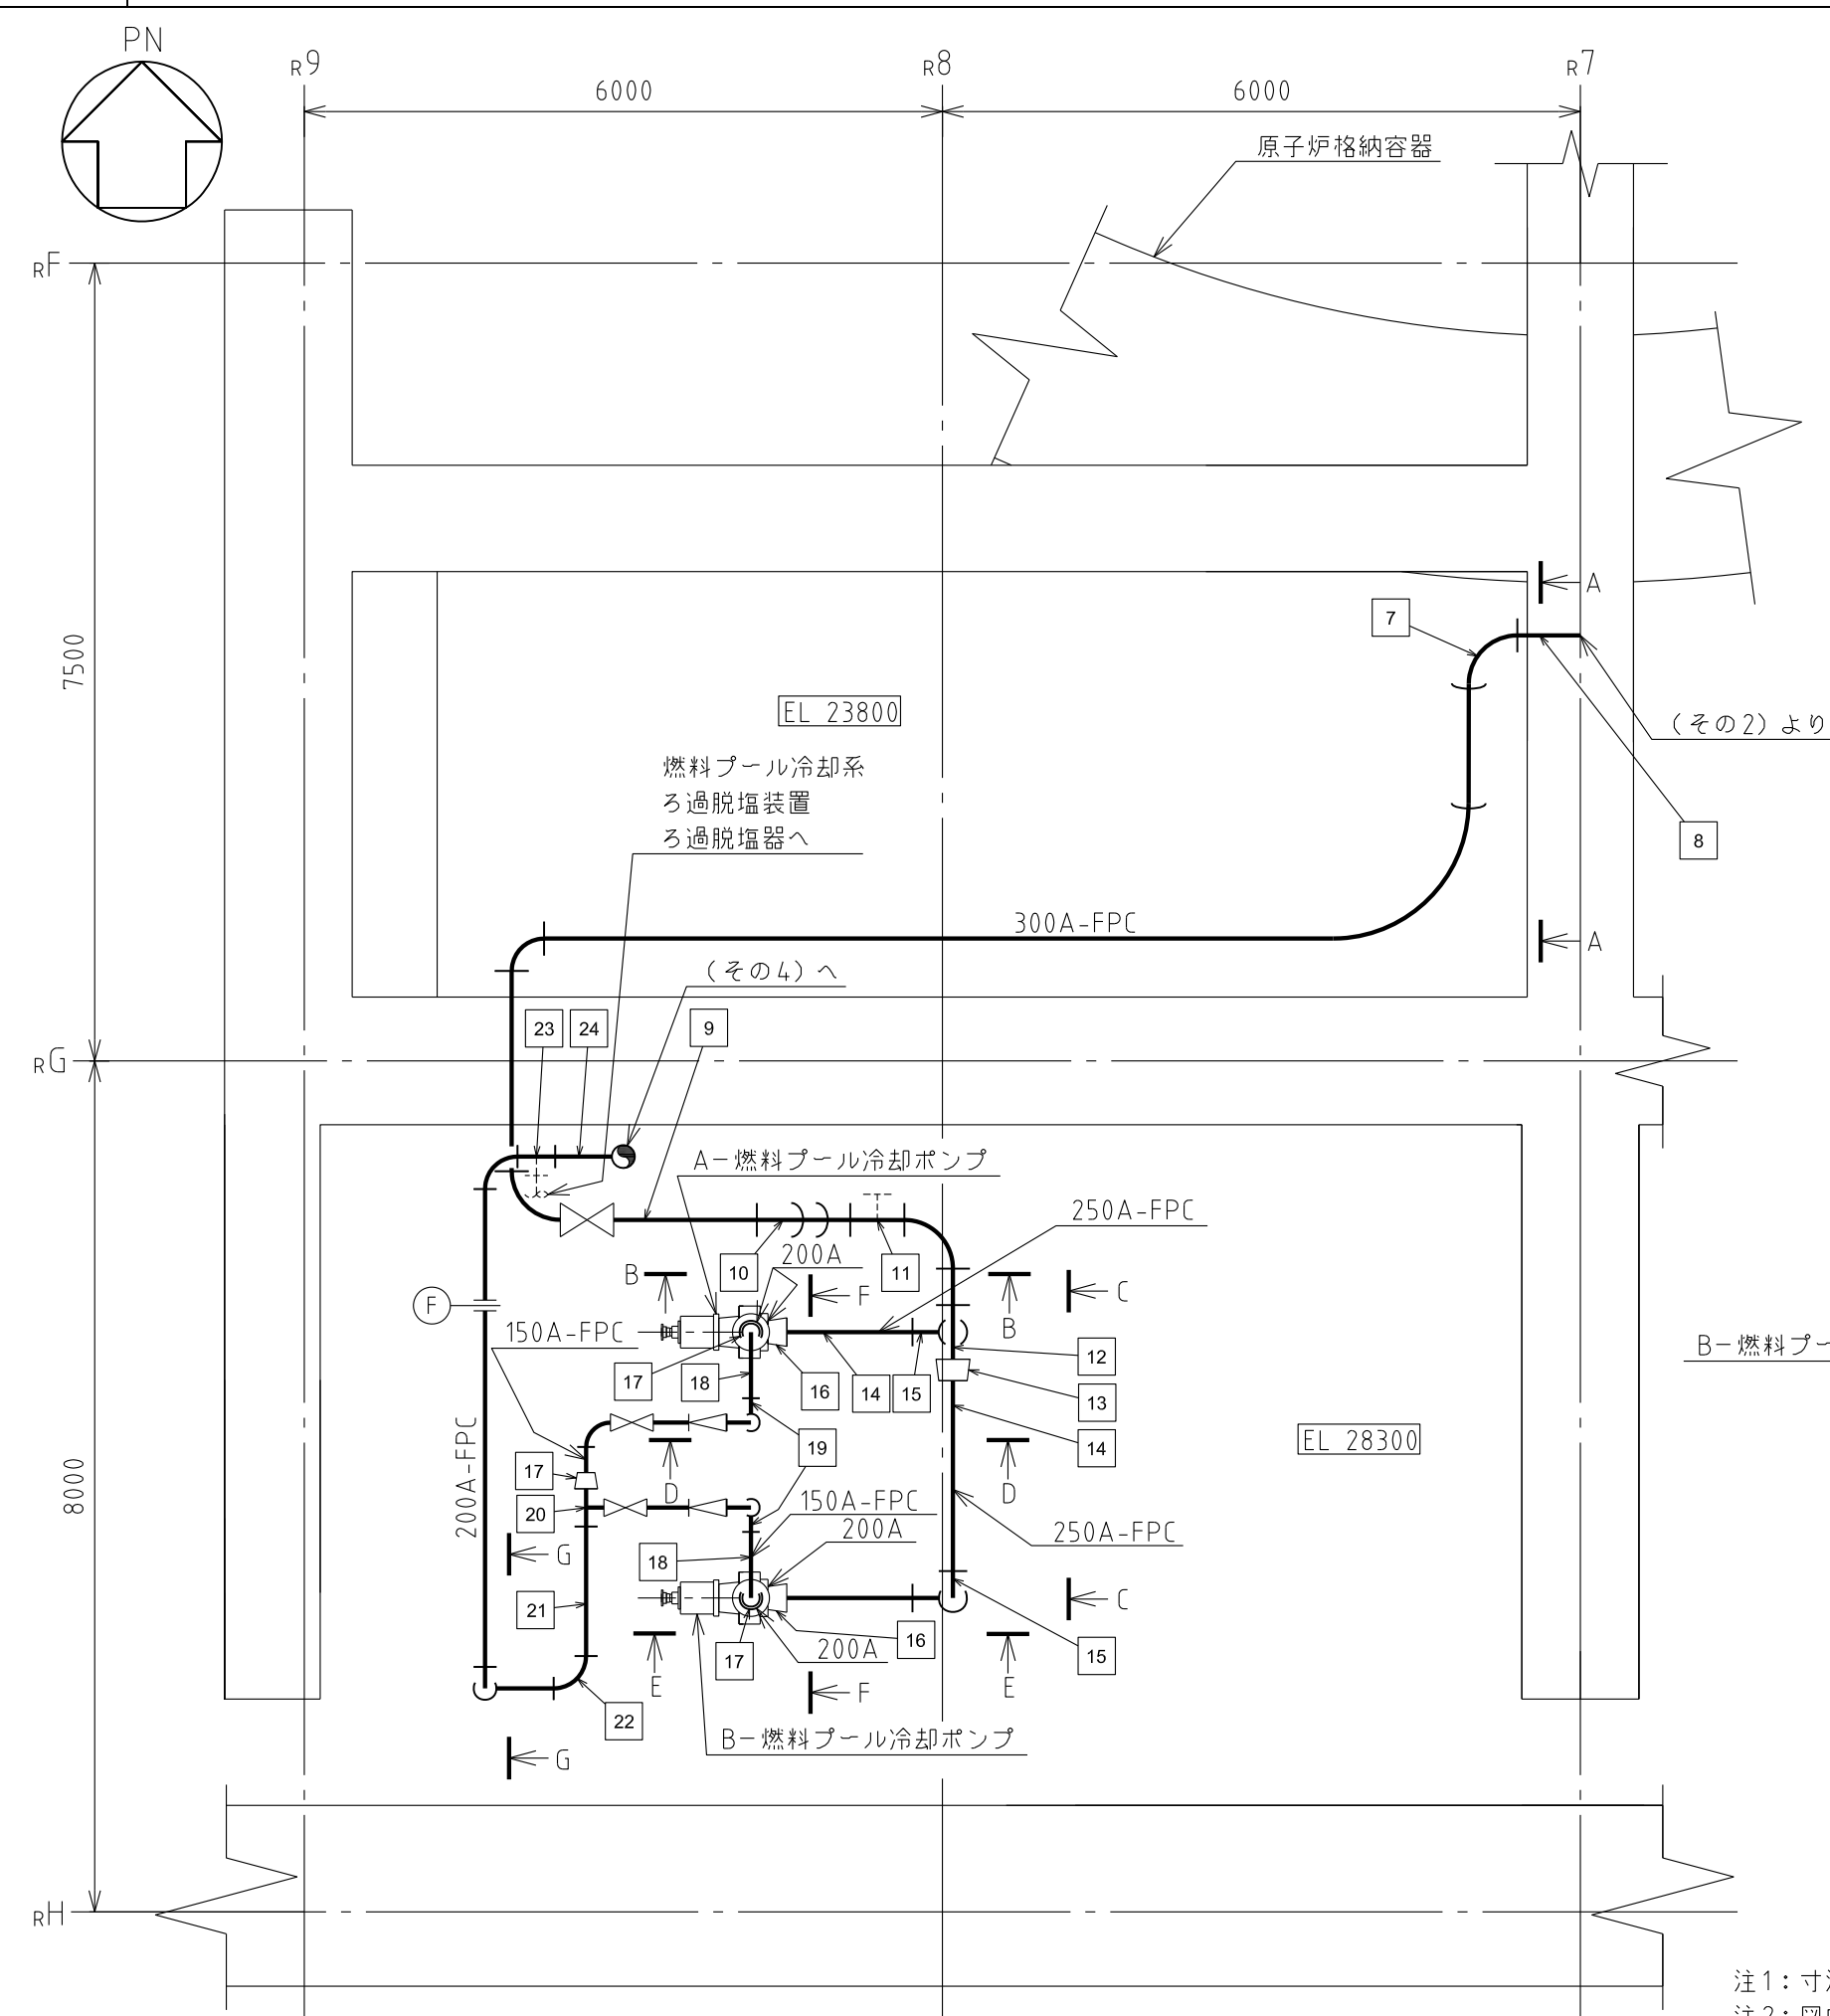 PN
R9
R8
R7
6000
6000
原子炉格納容器
RF
A
7
7500
EL 23800
(その2)より
燃料プール冷却系
ろ過脱塩装置
ろ過脱塩器へ
8
300A-FPC
A
(その4)へ
23
24
9
RG
A-燃料プール冷却ポンプ
250A-FPC
10
200A
11
B
F
B
C
F
150A-FPC
B-燃料プー
12
17
18
16
14
15
13
200A-FPC
19
14
EL 28300
17
D
D
8000
20
150A-FPC
200A
250A-FPC
G
18
21
C
17
200A
16
15
E
F
E
22
B-燃料プール冷却ポンプ
G
RH
注1:寸